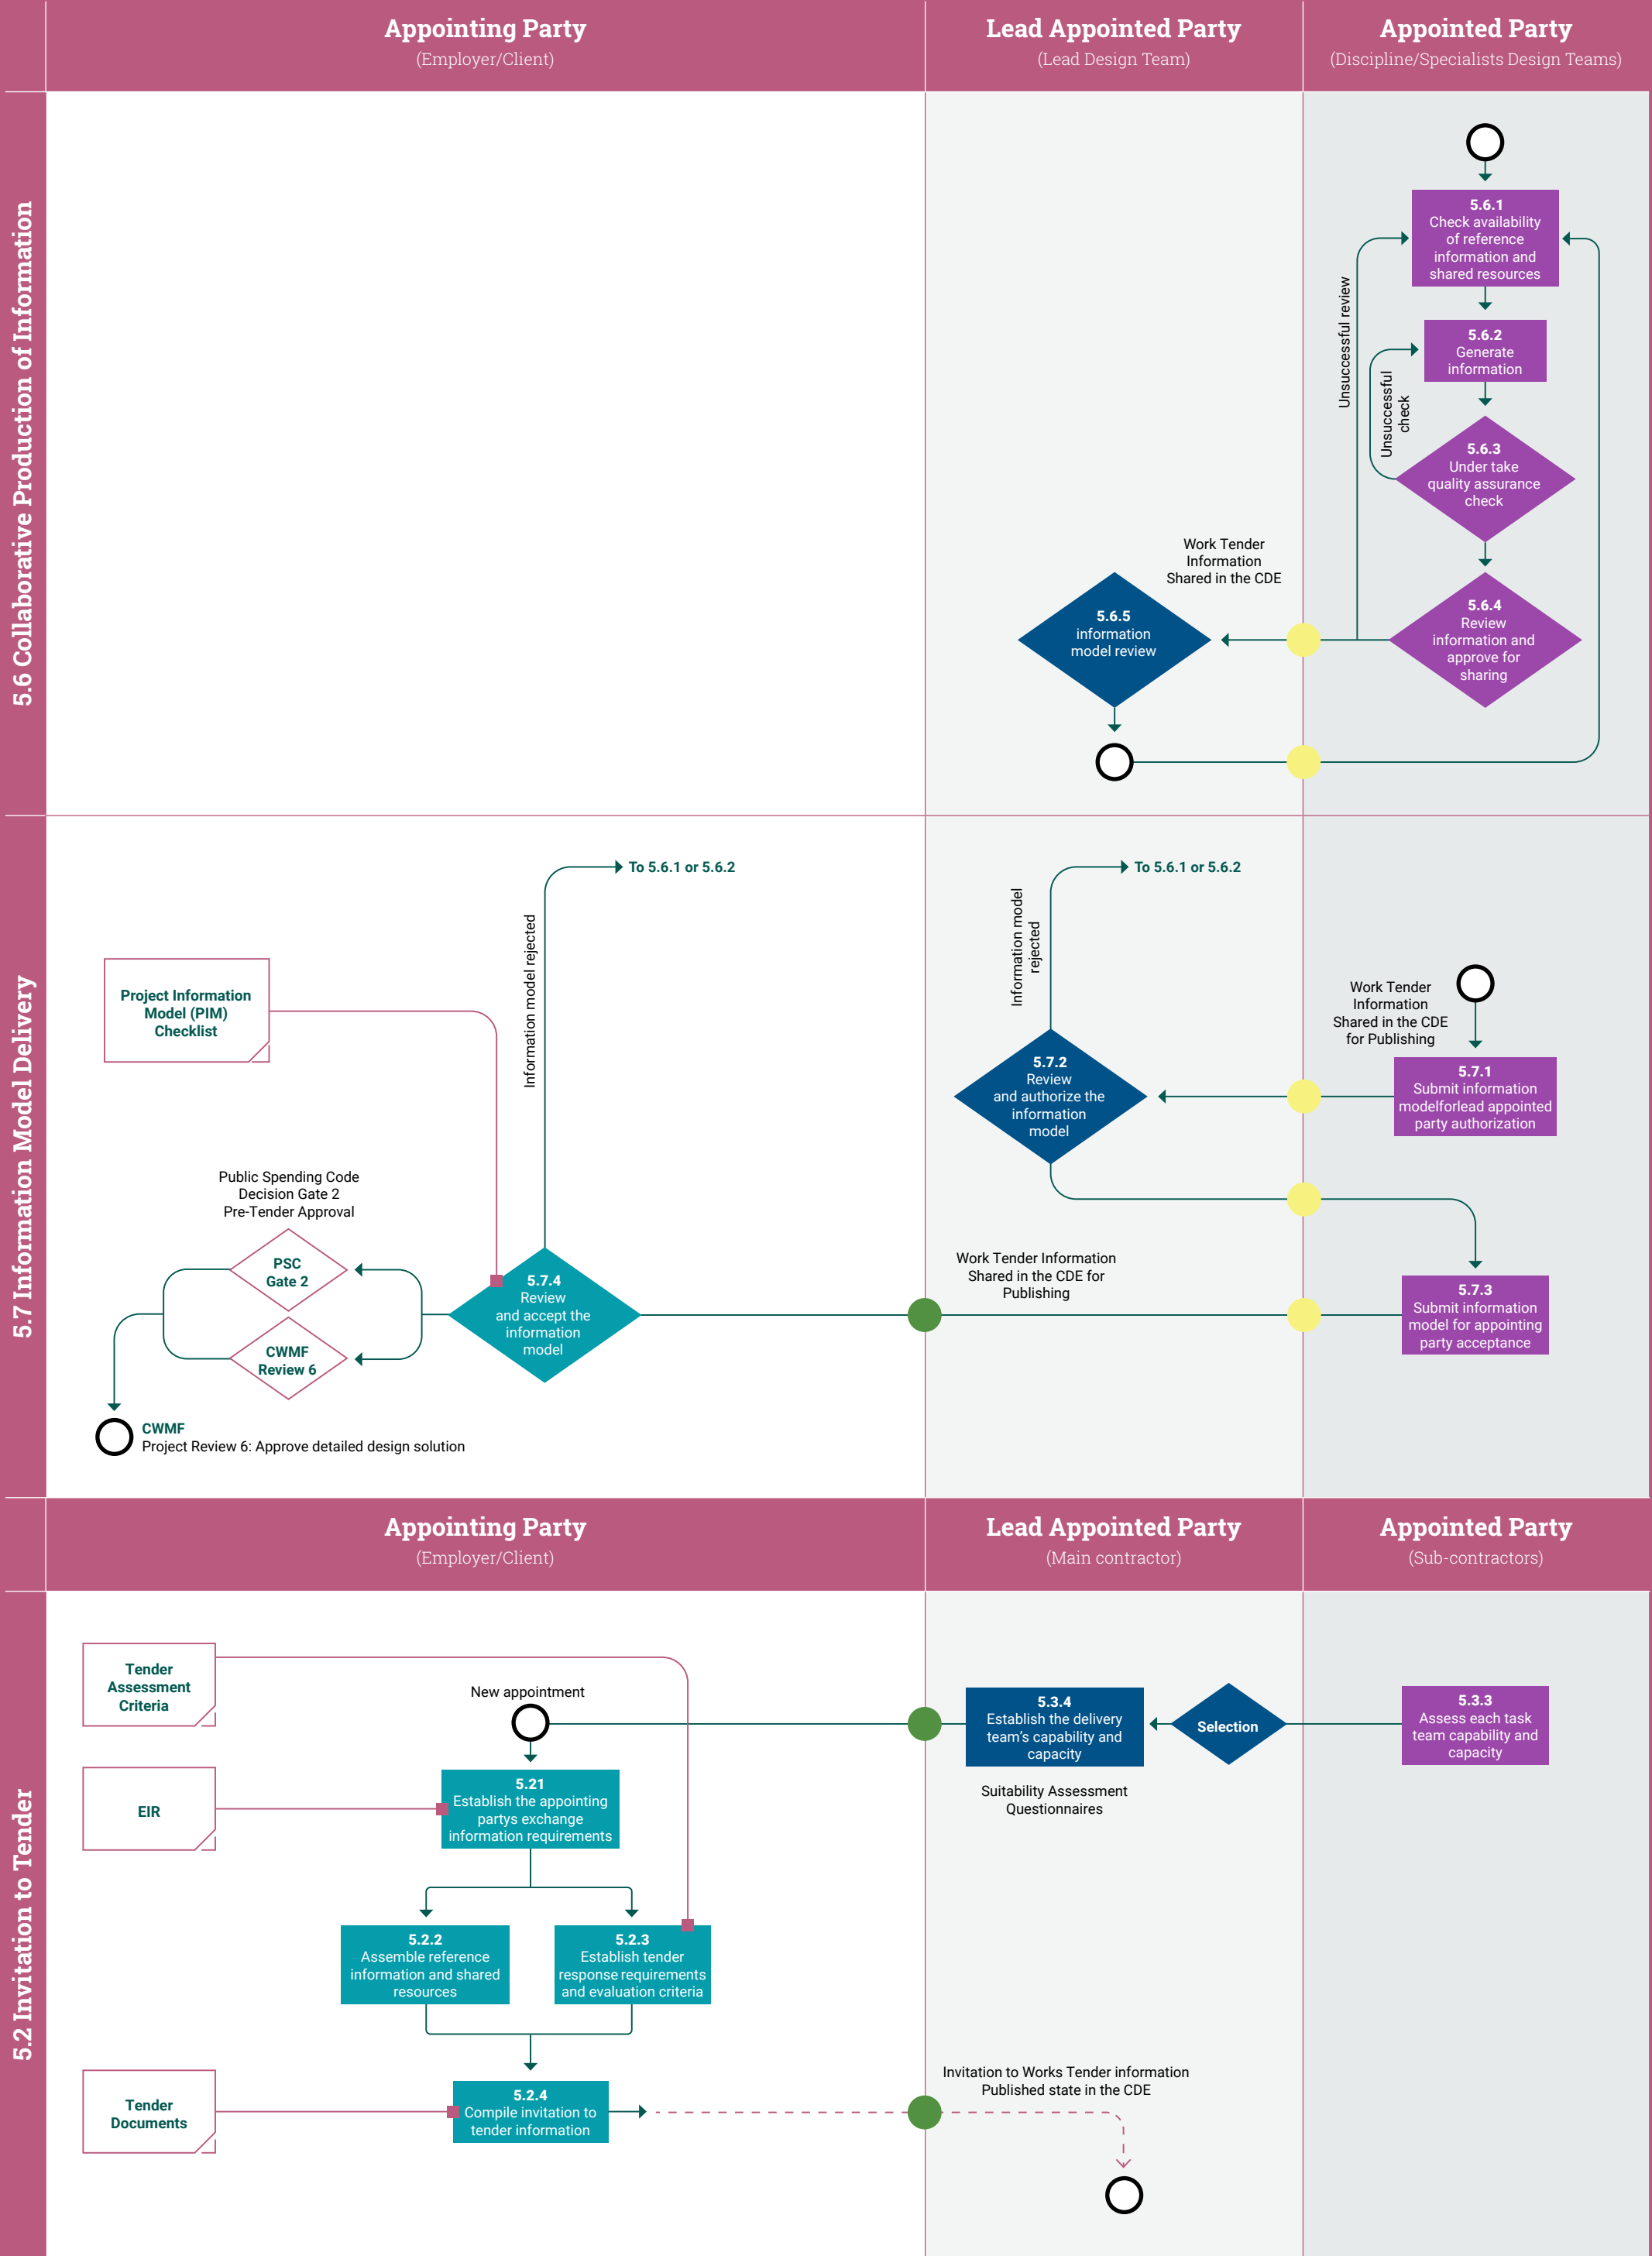 Appointing Party
(Employer/Client)
Lead Appointed Party
(Lead Design Team)
Appointed Party
(Discipline/Specialists Design Teams)
5.6 Collaborative Production of Information
5.6.1
Check availability
of reference
information and
shared resources
Unsuccessful review
5.6.2
Generate
information
Unsuccessful
check
5.6.3
Under take
quality assurance
check
Work Tender
Information
Shared in the CDE
5.6.5
information
model review
5.6.4
Review
information and
approve for
sharing
5.7 Information Model Delivery
To 5.6.1 or 5.6.2
Information model rejected
Project Information
Model (PIM)
Checklist
Public Spending Code
Decision Gate 2
Pre-Tender Approval
PSC
Gate 2
CWMF
Review 6
5.7.4
Review
and accept the
information
model
CWMF
Project Review 6: Approve detailed design solution
To 5.6.1 or 5.6.2
Information model
rejected
5.7.2
Review
and authorize the
information
model
Work Tender
Information
Shared in the CDE
for Publishing
5.7.1
Submit information
modelforlead appointed
party authorization
Work Tender Information
Shared in the CDE for
Publishing
5.7.3
Submit information
model for appointing
party acceptance
Appointing Party
(Employer/Client)
Lead Appointed Party
(Main contractor)
Appointed Party
(Sub-contractors)
5.2 Invitation to Tender
Tender
Assessment
Criteria
New appointment
5.3.4
Establish the delivery
team's capability and
capacity
Selection
5.3.3
Assess each task
team capability and
capacity
Suitability Assessment
Questionnaires
EIR
5.21
Establish the appointing
partys exchange
information requirements
5.2.2
Assemble reference
information and shared
resources
5.2.3
Establish tender
response requirements
and evaluation criteria
Tender
Documents
5.2.4
Compile invitation to
tender information
Invitation to Works Tender information
Published state in the CDE